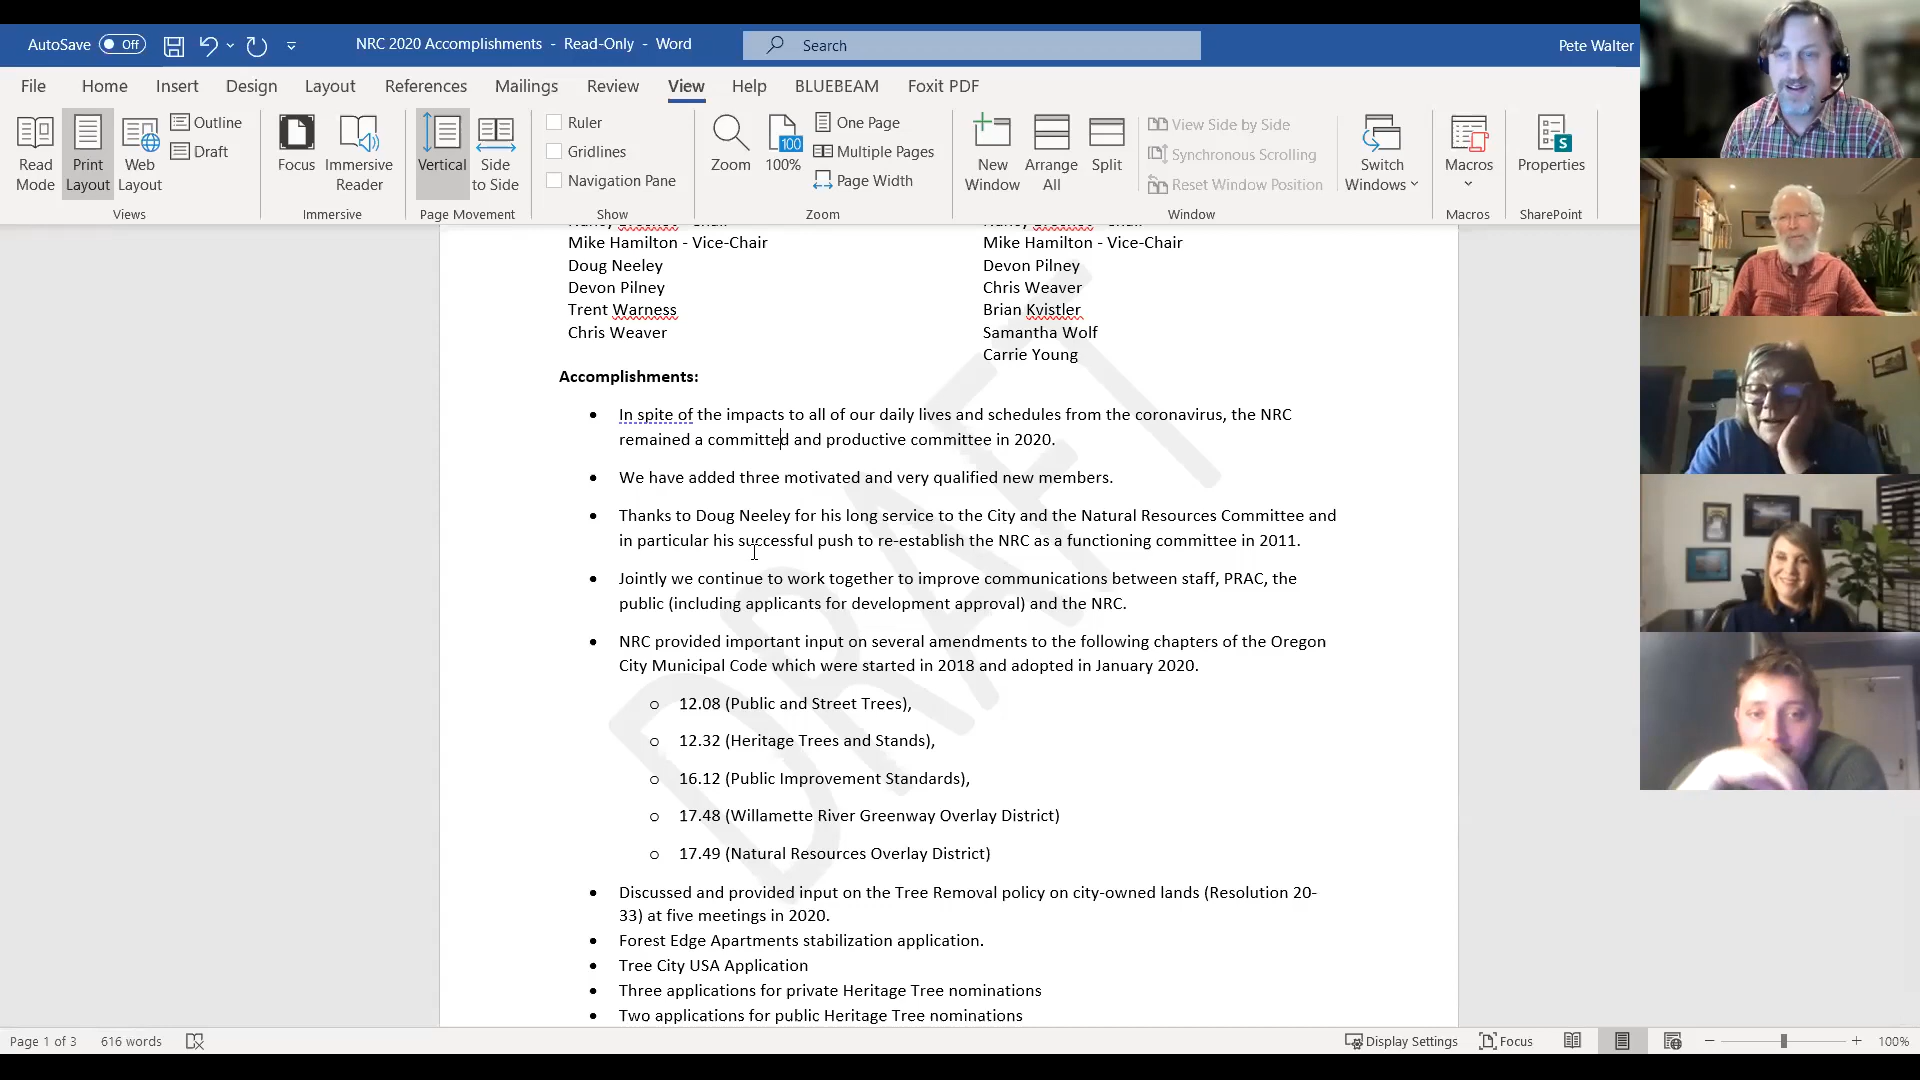 AutoSave Off NRC 2020 Accomplishments - Read-Only - Word Search Pete Walter
File Home Insert Design Layout References Mailings Review View Help BLUEBEAM Foxit PDF
Read Mode
Print Layout
Web Layout
Outline
Draft
Views
Focus
Immersive Reader
Immersive
Vertical
Side to Side
Page Movement
Ruler
Gridlines
Navigation Pane
Show
Zoom
100
100%
One Page
Multiple Pages
Page Width
Zoom
New Window
Arrange All
Split
View Side by Side
Synchronous Scrolling
Reset Window Position
Switch Windows
Window
Macros
Macros
S
Properties
SharePoint
Mike Hamilton - Vice-Chair
Doug Neeley
Devon Pilney
Trent Warness
Chris Weaver
Mike Hamilton - Vice-Chair
Devon Pilney
Chris Weaver
Brian Kvistler
Samantha Wolf
Carrie Young
Accomplishments:
• In spite of the impacts to all of our daily lives and schedules from the coronavirus, the NRC
remained a committed and productive committee in 2020.
• We have added three motivated and very qualified new members.
• Thanks to Doug Neeley for his long service to the City and the Natural Resources Committee and
in particular his successful push to re-establish the NRC as a functioning committee in 2011.
• Jointly we continue to work together to improve communications between staff, PRAC, the
public (including applicants for development approval) and the NRC.
• NRC provided important input on several amendments to the following chapters of the Oregon
City Municipal Code which were started in 2018 and adopted in January 2020.
o 12.08 (Public and Street Trees),
o 12.32 (Heritage Trees and Stands),
o 16.12 (Public Improvement Standards),
o 17.48 (Willamette River Greenway Overlay District)
o 17.49 (Natural Resources Overlay District)
• Discussed and provided input on the Tree Removal policy on city-owned lands (Resolution 20-
33) at five meetings in 2020.
• Forest Edge Apartments stabilization application.
• Tree City USA Application
• Three applications for private Heritage Tree nominations
• Two applications for public Heritage Tree nominations
DRAFT
Page 1 of 3 616 words Display Settings Focus 100%